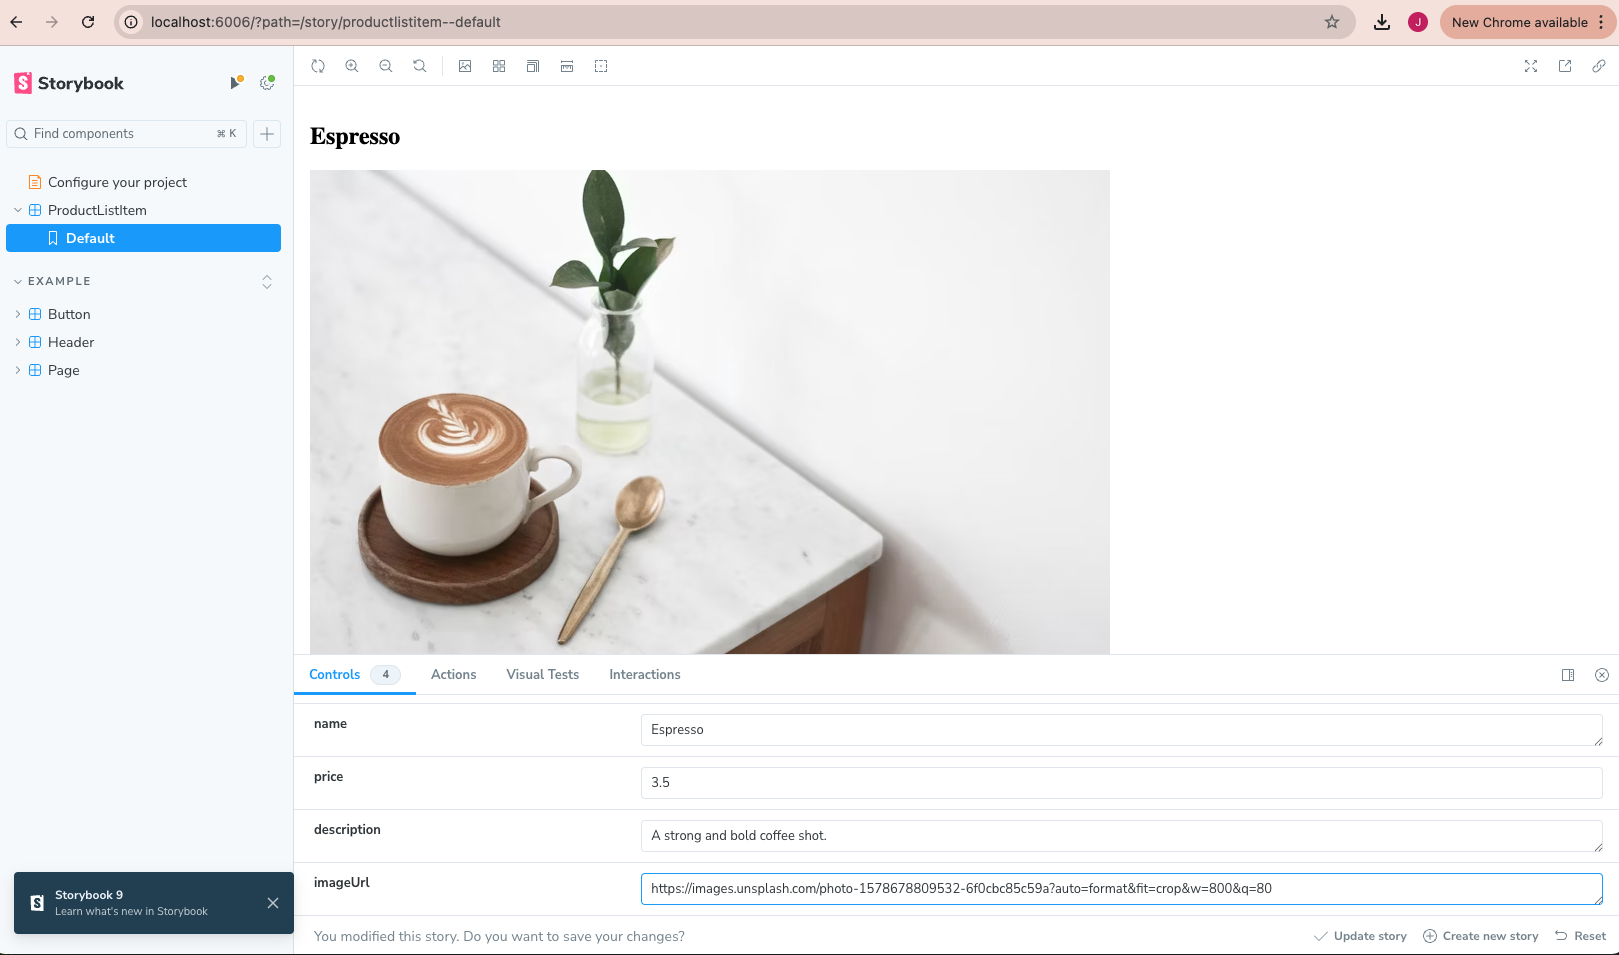 localhost:6006/?path=/story/productlistitem--default
J
New Chrome available
S Storybook
Find components
⌘ K
Configure your project
ProductListItem
Default
EXAMPLE
Button
Header
Page
Espresso
Controls 4 Actions Visual Tests Interactions
name
Espresso
price
3.5
description
A strong and bold coffee shot.
imageUrl
https://images.unsplash.com/photo-1578678809532-6f0cbc85c59a?auto=format&fit=crop&w=800&q=80
You modified this story. Do you want to save your changes?
Update story Create new story Reset
S
Storybook 9
Learn what's new in Storybook